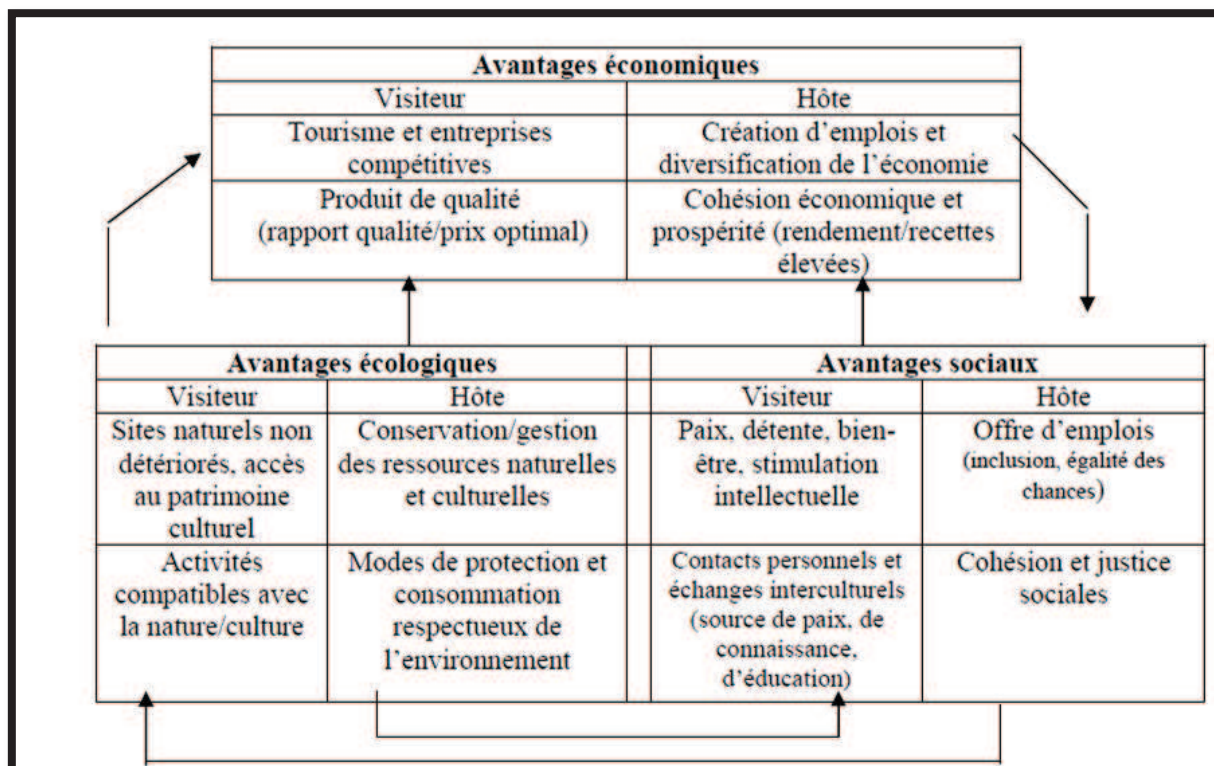 Avantages économiques
Visiteur
Hôte
Tourisme et entreprises
compétitives
Création d'emplois et
diversification de l'économie
Produit de qualité
(rapport qualité/prix optimal)
Cohésion économique et
prospérité (rendement/recettes
élevées)
Avantages écologiques
Visiteur
Hôte
Sites naturels non
détériorés, accès
au patrimoine
culturel
Conservation/gestion
des ressources naturelles
et culturelles
Activités
compatibles avec
la nature/culture
Modes de protection et
consommation
respectueux de
l'environnement
Avantages sociaux
Visiteur
Hôte
Paix, détente, bien-
être, stimulation
intellectuelle
Offre d'emplois
(inclusion, égalité des
chances)
Contacts personnels et
échanges interculturels
(source de paix, de
connaissance,
d'éducation)
Cohésion et justice
sociales